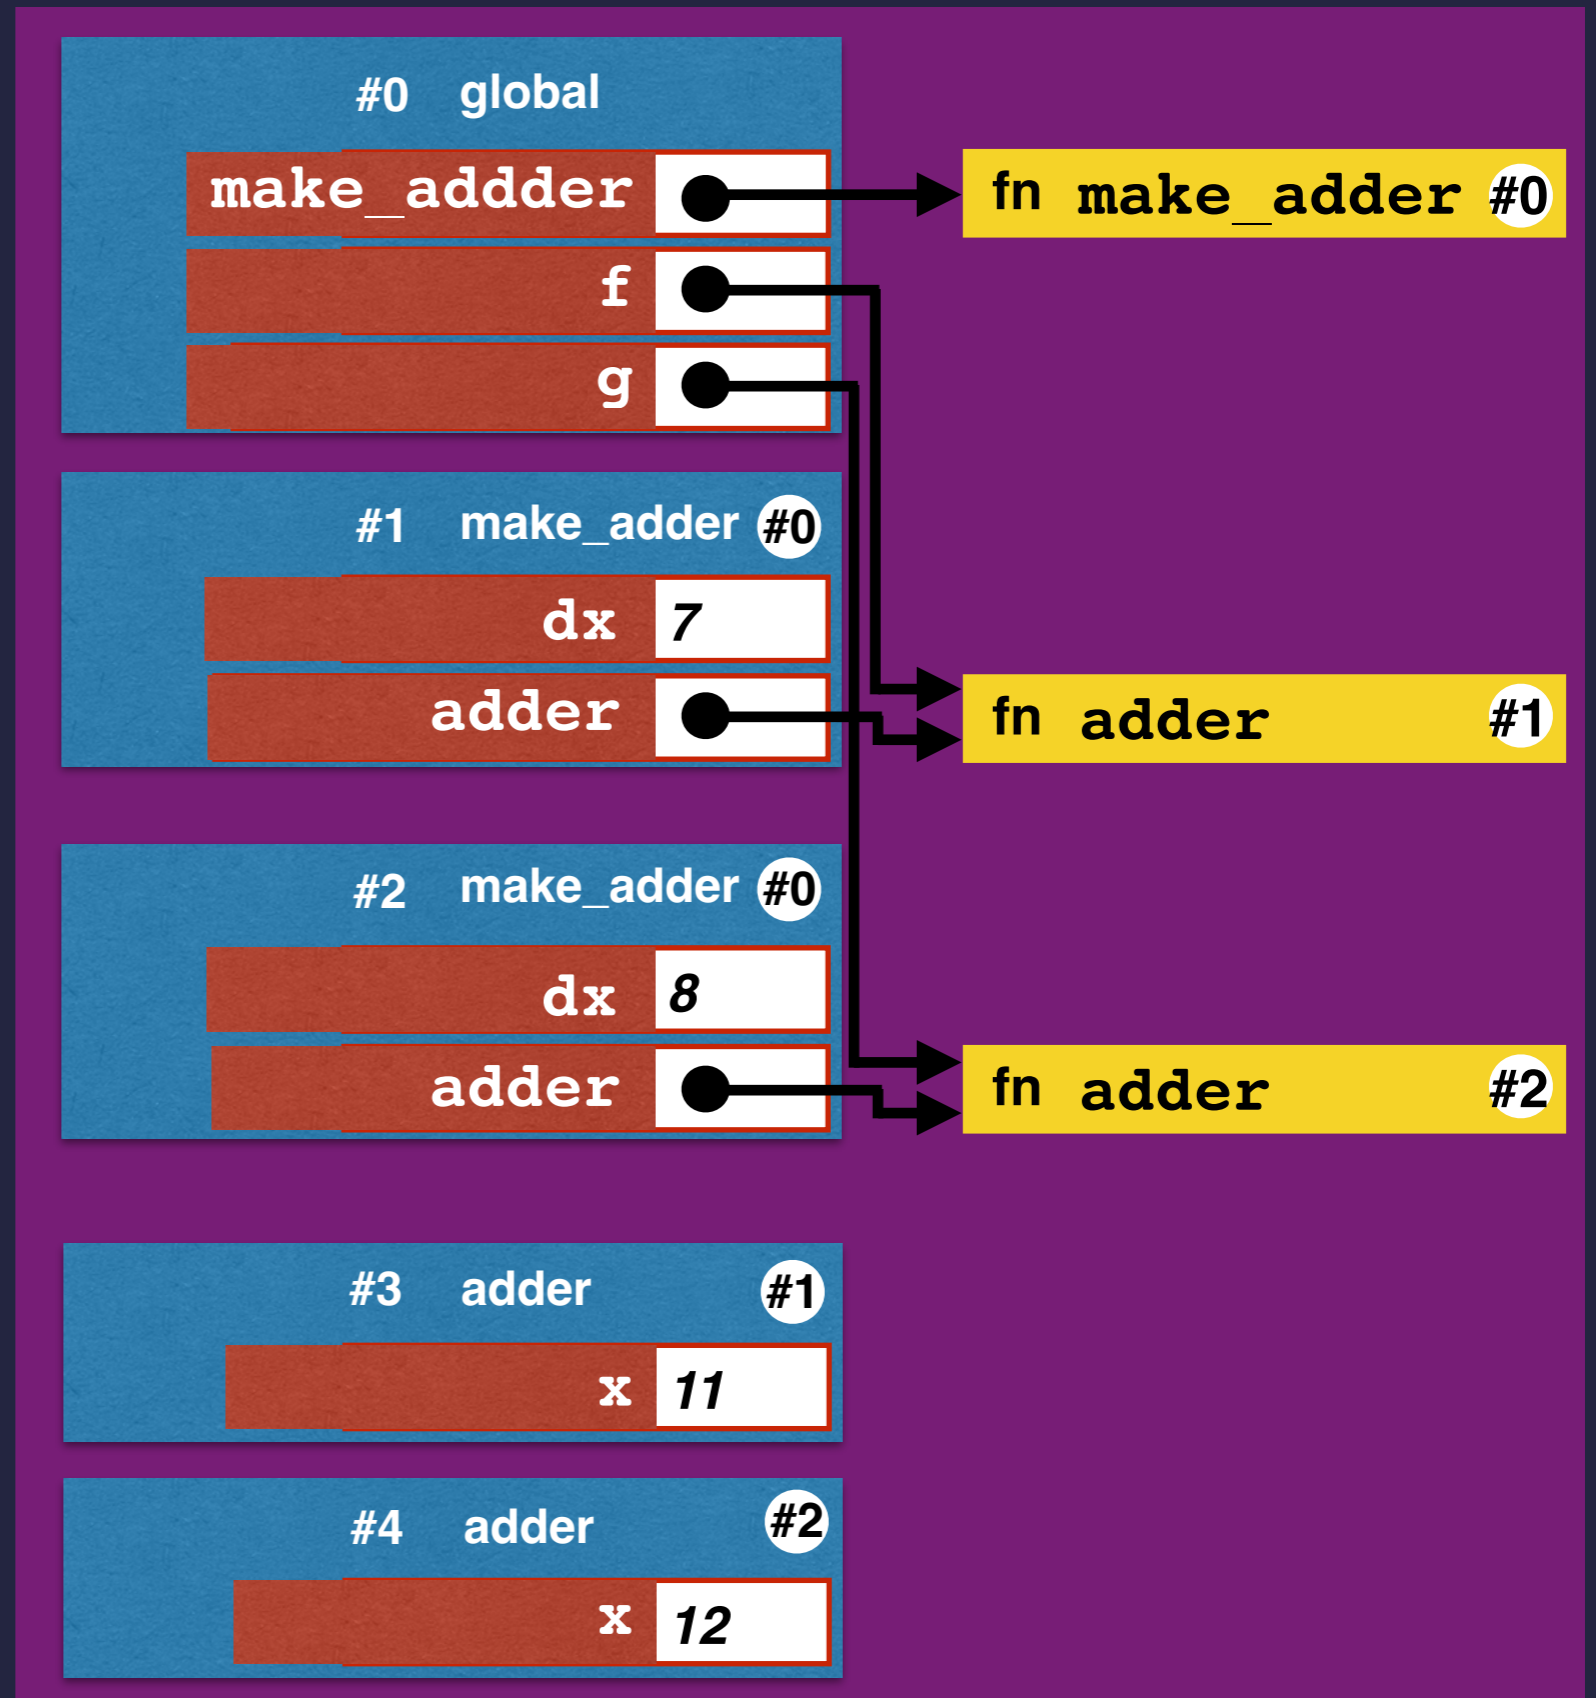 #0 global
make_addder
fn make_adder #0
f
g
#1 make_adder #0
dx 7
adder
fn adder #1
#2 make_adder #0
dx 8
adder
fn adder #2
#3 adder #1
x 11
#4 adder #2
x 12